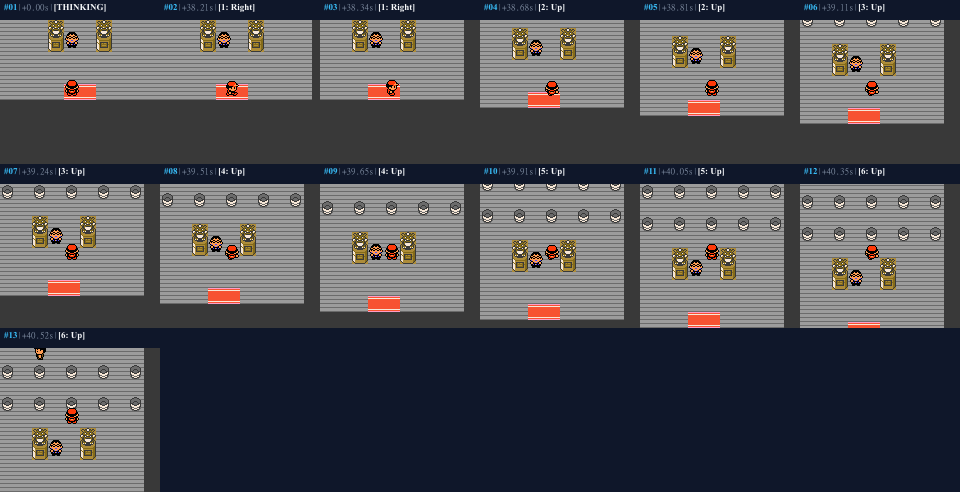 #01|+0.00s|[THINKING]
#02|+38.21s|[1: Right]
#03|+38.34s|[1: Right]
#04|+38.68s|[2: Up]
#05|+38.81s|[2: Up]
#06|+39.11s|[3: Up]
#07|+39.24s|[3: Up]
#08|+39.51s|[4: Up]
#09|+39.65s|[4: Up]
#10|+39.91s|[5: Up]
#11|+40.05s|[5: Up]
#12|+40.35s|[6: Up]
#13|+40.52s|[6: Up]